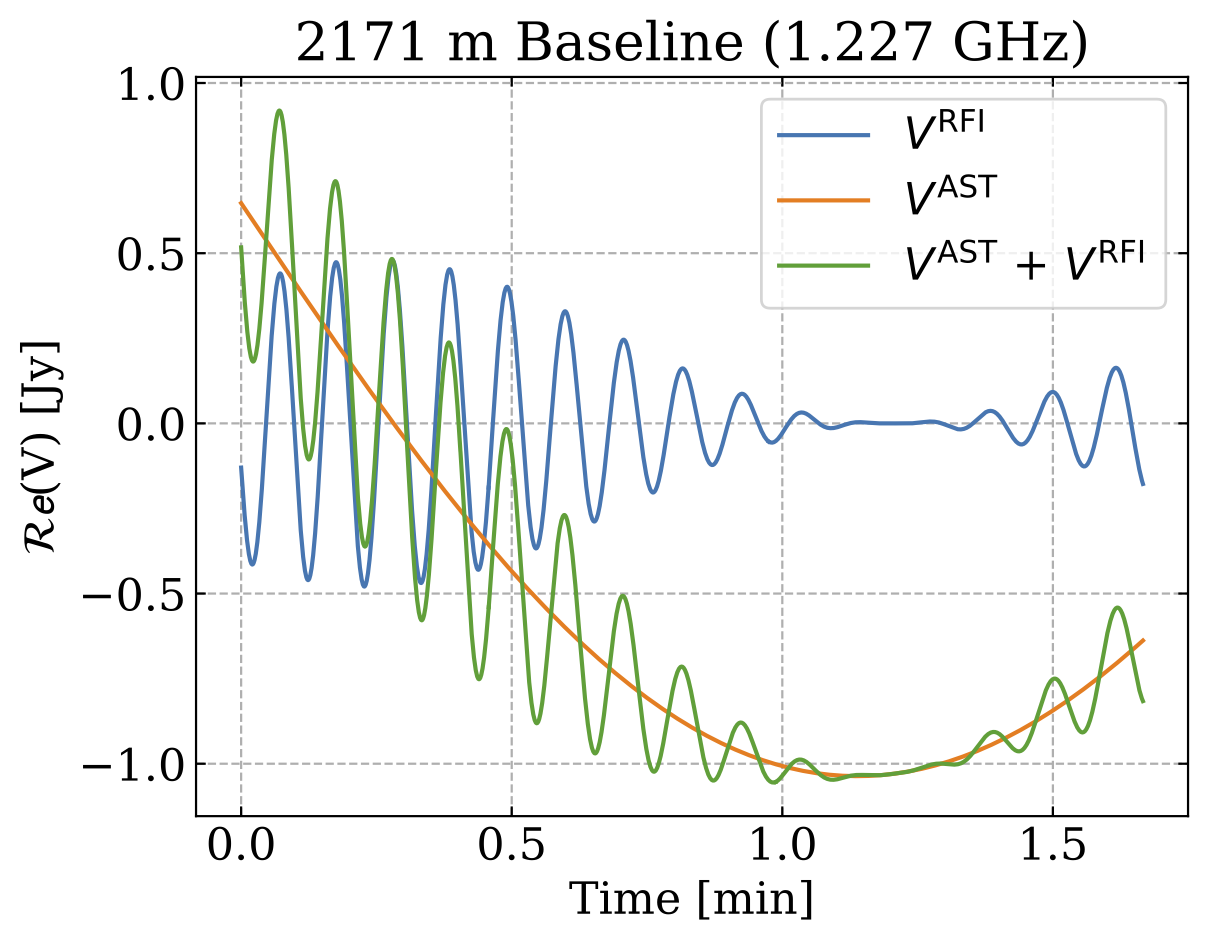 2171 m Baseline (1.227 GHz)
1.0
0.5
0.0
−0.5
−1.0
ℛe(V) [Jy]
V^RFI
V^AST
V^AST + V^RFI
0.0 0.5 1.0 1.5
Time [min]